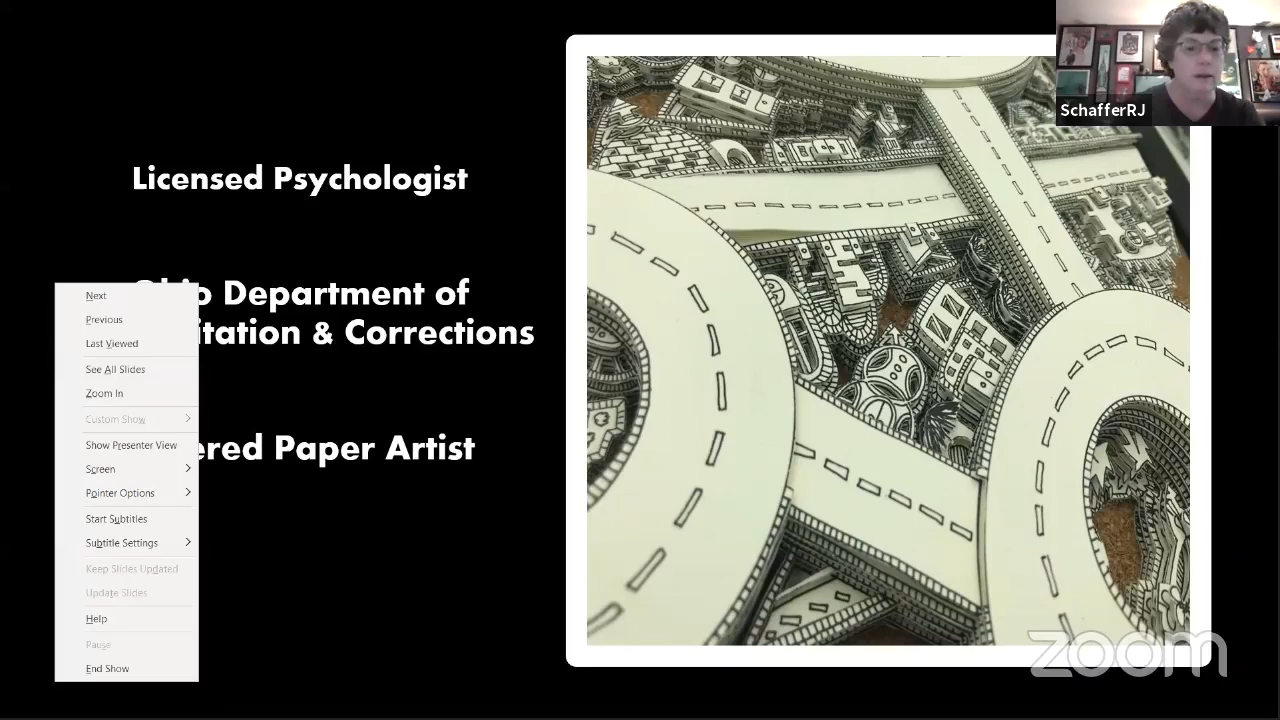 SchafferRJ
Licensed Psychologist
Department of
itation & Corrections
ered Paper Artist
Next
Previous
Last Viewed
See All Slides
Zoom In
Custom Show
Show Presenter View
Screen
Pointer Options
Start Subtitles
Subtitle Settings
Keep Slides Updated
Update Slides
Help
Pause
End Show
zoom